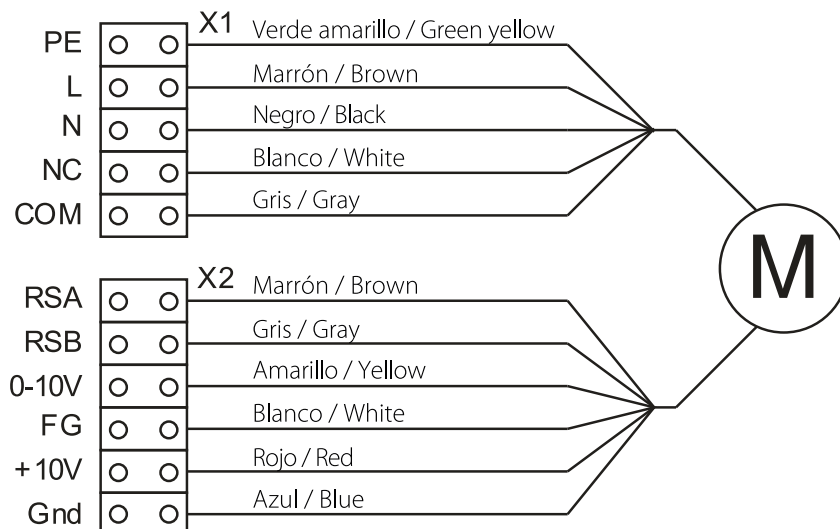 X1
PE Verde amarillo / Green yellow
L Marrón / Brown
N Negro / Black
NC Blanco / White
COM Gris / Gray
M
X2
RSA Marrón / Brown
RSB Gris / Gray
0-10V Amarillo / Yellow
FG Blanco / White
+10V Rojo / Red
Gnd Azul / Blue